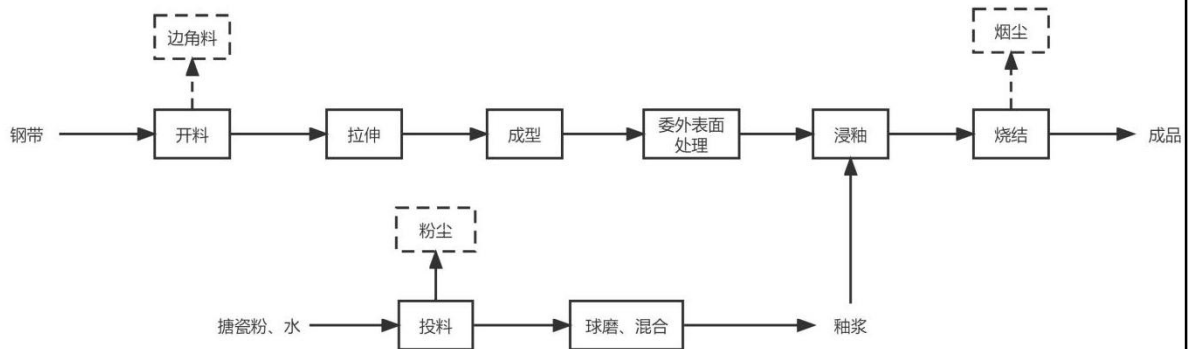 边角料
烟尘
钢带
开料
拉伸
成型
委外表面
处理
浸釉
烧结
成品
粉尘
搪瓷粉、水
投料
球磨、混合
釉浆